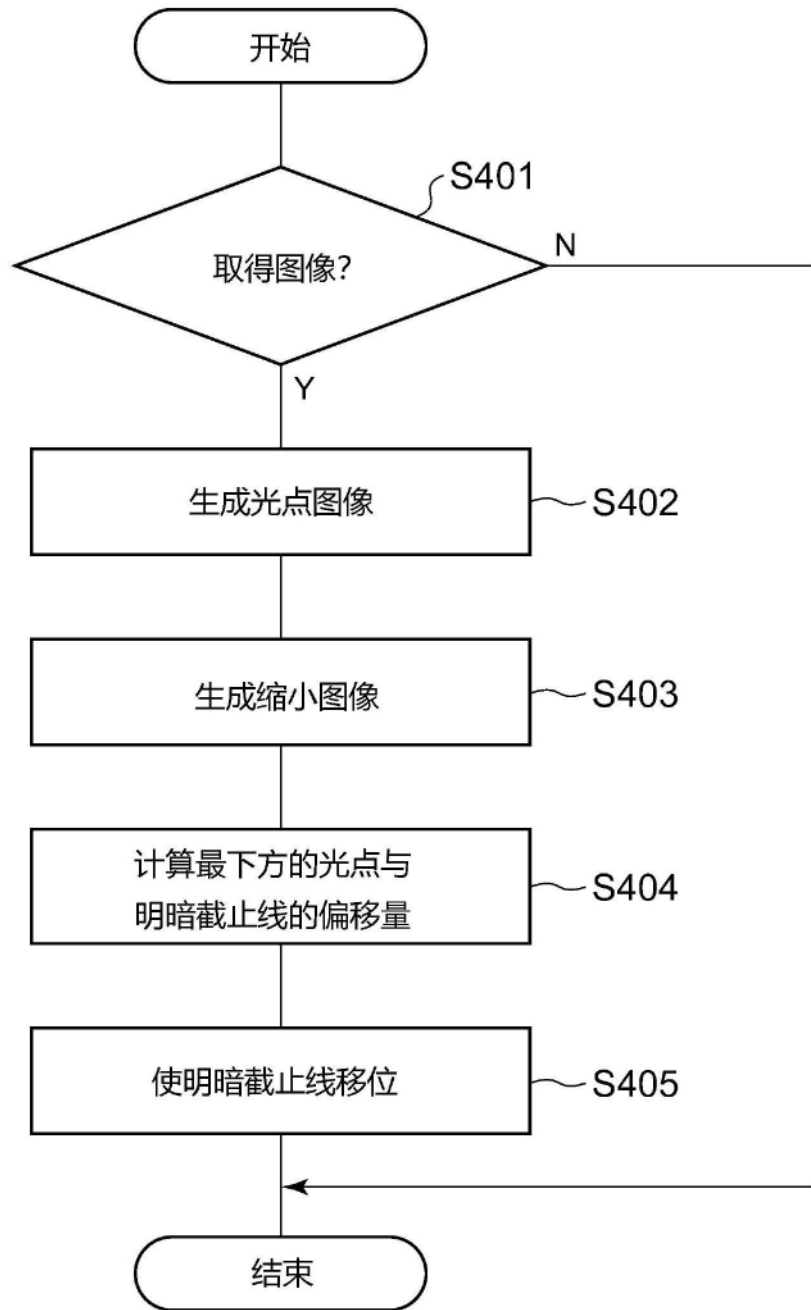 开始
S401
取得图像?
N
Y
生成光点图像
S402
生成缩小图像
S403
计算最下方的光点与
明暗截止线的偏移量
S404
使明暗截止线移位
S405
结束